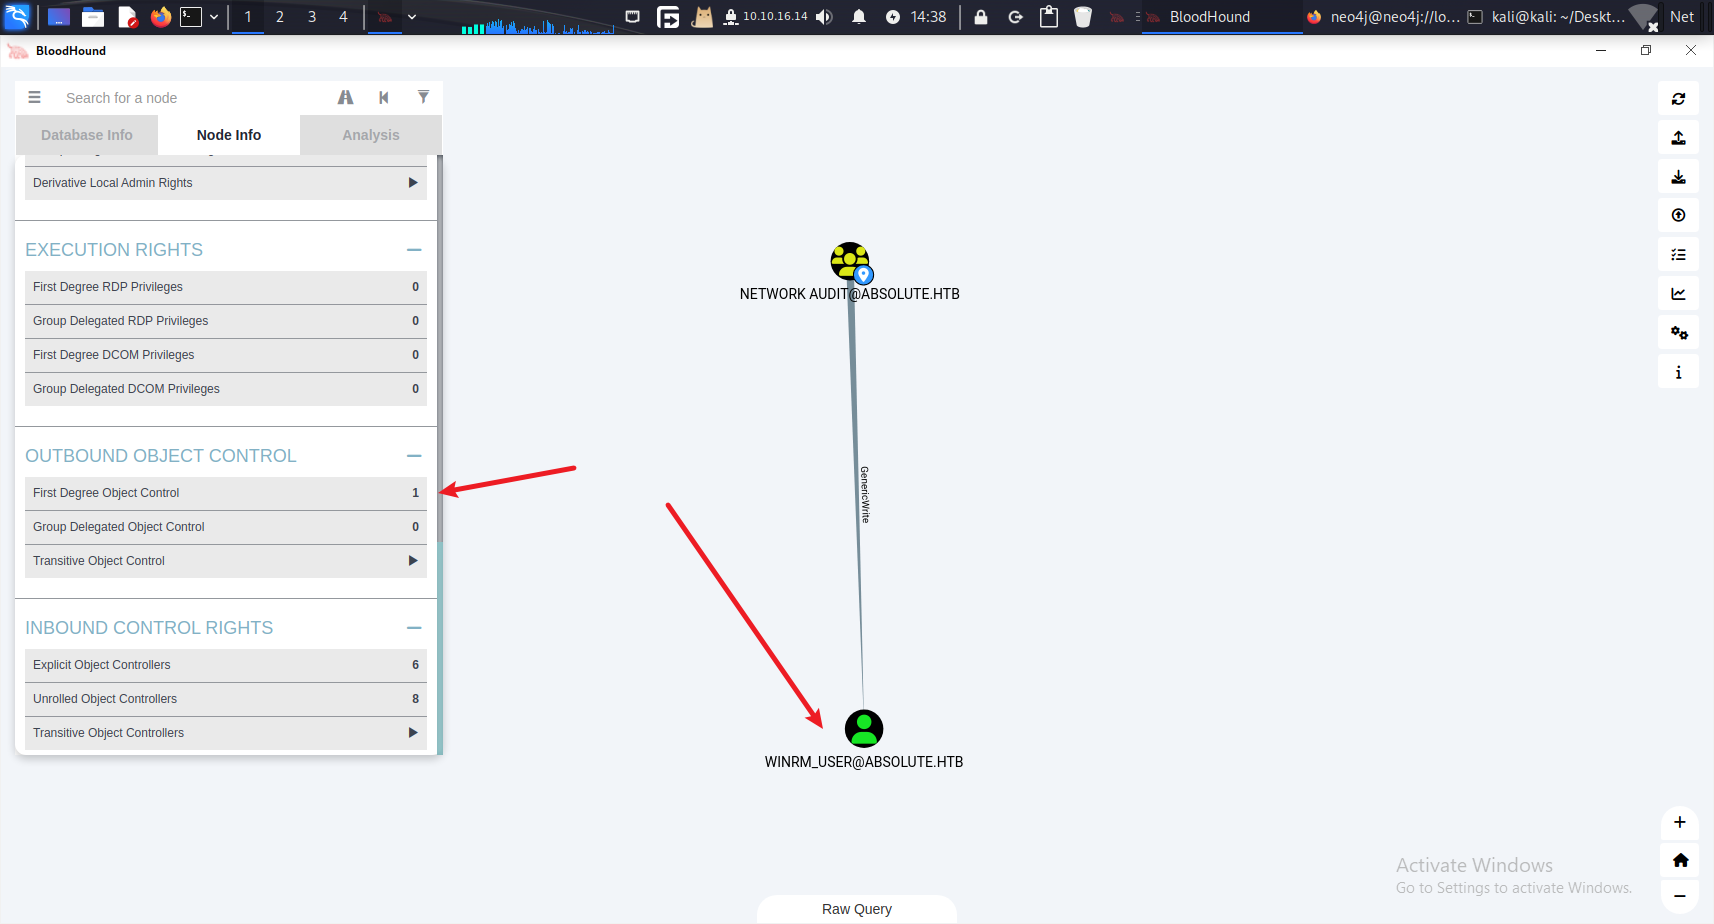 1 2 3 4 10.10.16.14 14:38 BloodHound neo4j@neo4j://lo... kali@kali: ~/Deskt... Net
BloodHound
Search for a node
Database Info Node Info Analysis
Derivative Local Admin Rights
EXECUTION RIGHTS
First Degree RDP Privileges 0
Group Delegated RDP Privileges 0
First Degree DCOM Privileges 0
Group Delegated DCOM Privileges 0
OUTBOUND OBJECT CONTROL
First Degree Object Control 1
Group Delegated Object Control 0
Transitive Object Control
INBOUND CONTROL RIGHTS
Explicit Object Controllers 6
Unrolled Object Controllers 8
Transitive Object Controllers
NETWORK AUDIT@ABSOLUTE.HTB
GenericWrite
WINRM_USER@ABSOLUTE.HTB
Activate Windows
Go to Settings to activate Windows.
Raw Query